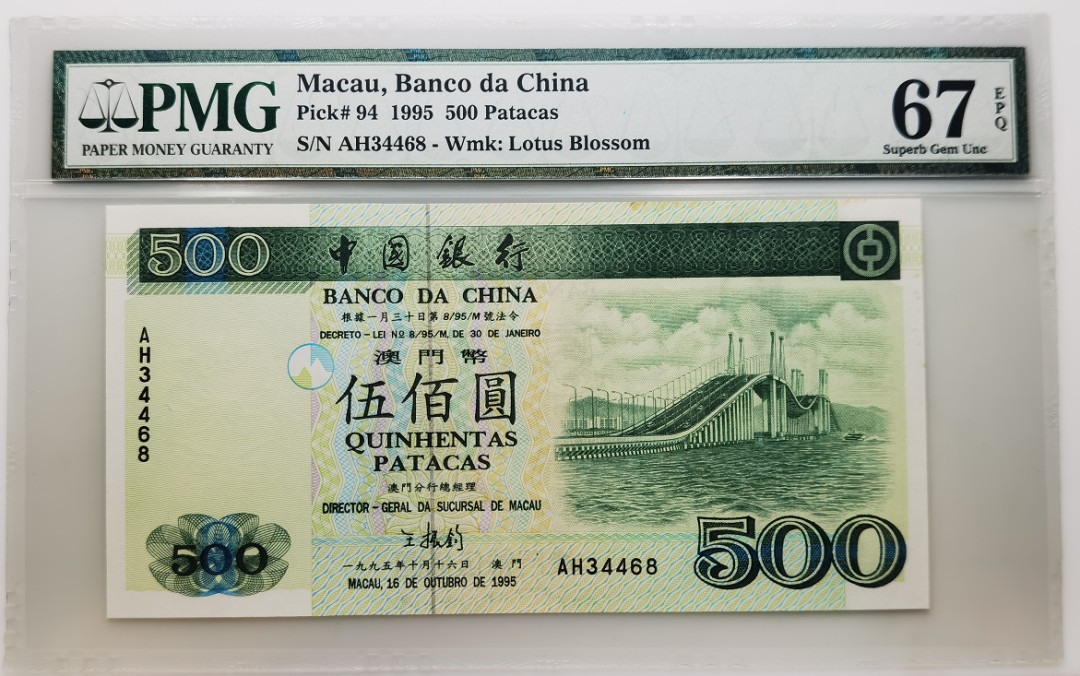 PMG
PAPER MONEY GUARANTY
Macau, Banco da China
Pick# 94 1995 500 Patacas
S/N AH34468 - Wmk: Lotus Blossom
67
EPQ
Superb Gem Unc
500
中國銀行
BANCO DA CHINA
根據一月三十日第 8/95/M 號法令
DECRETO - LEI Nº 8/95/M, DE 30 DE JANEIRO
澳門幣
伍佰圓
QUINHENTAS
PATACAS
澳門分行總經理
DIRECTOR - GERAL DA SUCURSAL DE MACAU
王振鈞
一九九五年十月十六日 澳門
MACAU, 16 DE OUTUBRO DE 1995
AH34468
500
AH34468
500